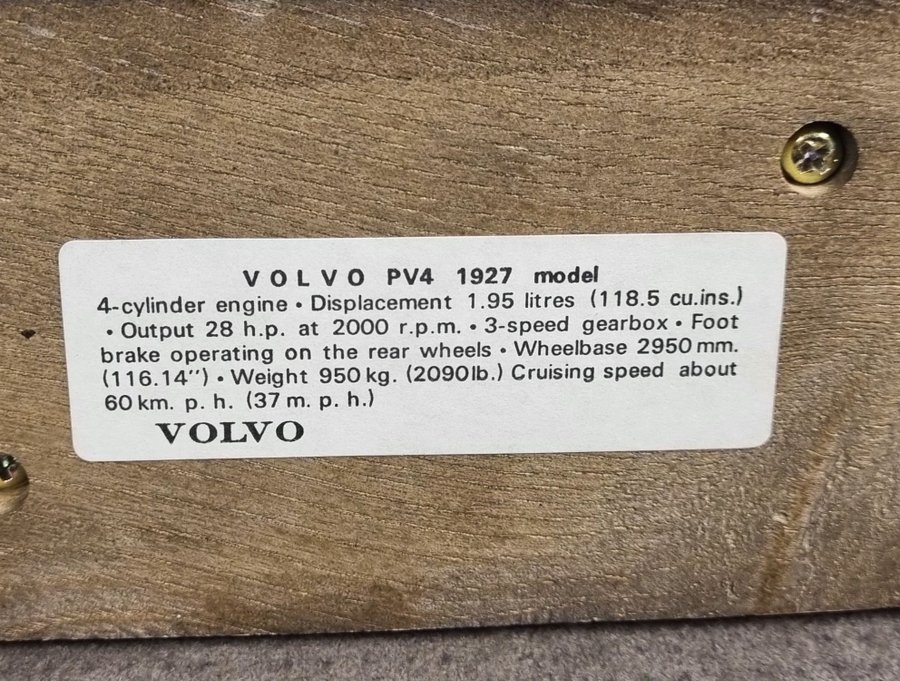 VOLVO PV4 1927 model
4-cylinder engine • Displacement 1.95 litres (118.5 cu.ins.)
• Output 28 h.p. at 2000 r.p.m. • 3-speed gearbox • Foot
brake operating on the rear wheels • Wheelbase 2950 mm.
(116.14") • Weight 950 kg. (2090 lb.) Cruising speed about
60 km. p. h. (37 m. p. h.)
VOLVO